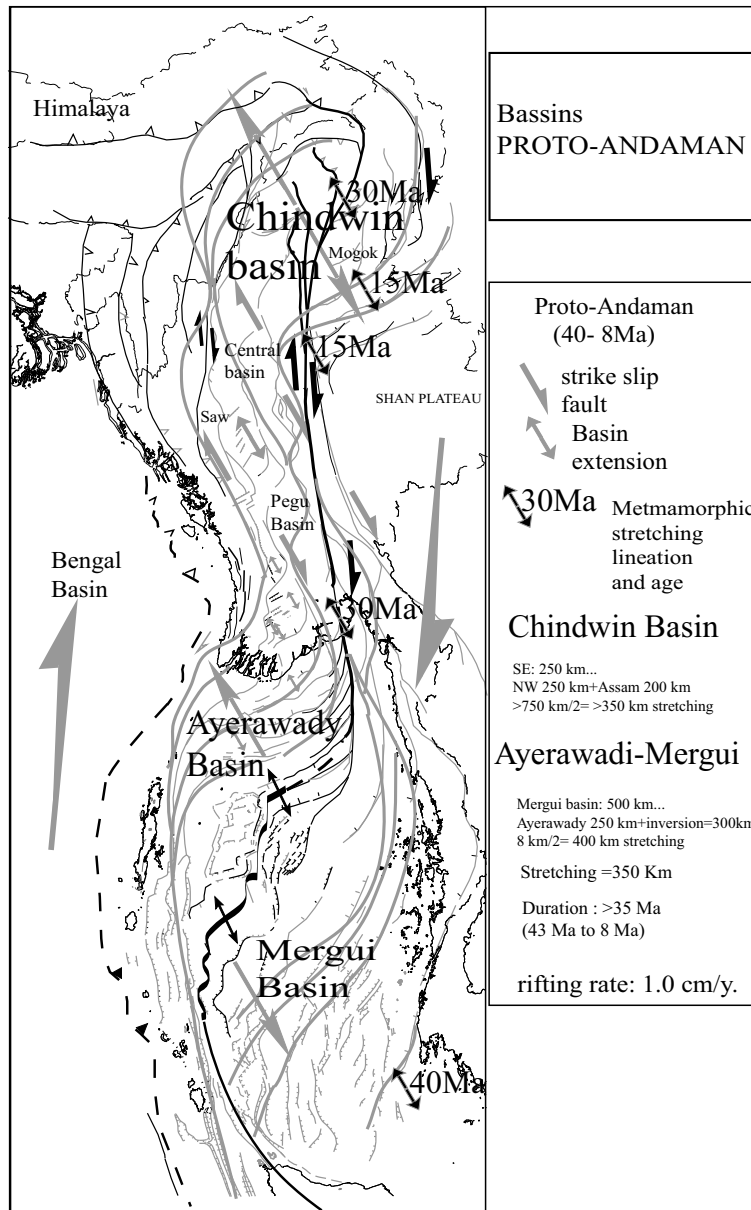 Himalaya
30Ma
Chindwin
basin
Mogok
15Ma
15Ma
Central
basin
SHAN PLATEAU
Saw
Pegu
Basin
Bengal
Basin
30Ma
Ayerawady
Basin
Mergui
Basin
40Ma
Bassins
PROTO-ANDAMAN
Proto-Andaman
(40- 8Ma)
strike slip
fault
Basin
extension
30Ma
Metmamorphic
stretching
lineation
and age
Chindwin Basin
SE: 250 km...
NW 250 km+Assam 200 km
>750 km/2= >350 km stretching
Ayerawadi-Mergui
Mergui basin: 500 km...
Ayerawady 250 km+inversion=300km
8 km/2= 400 km stretching
Stretching =350 Km
Duration : >35 Ma
(43 Ma to 8 Ma)
rifting rate: 1.0 cm/y.